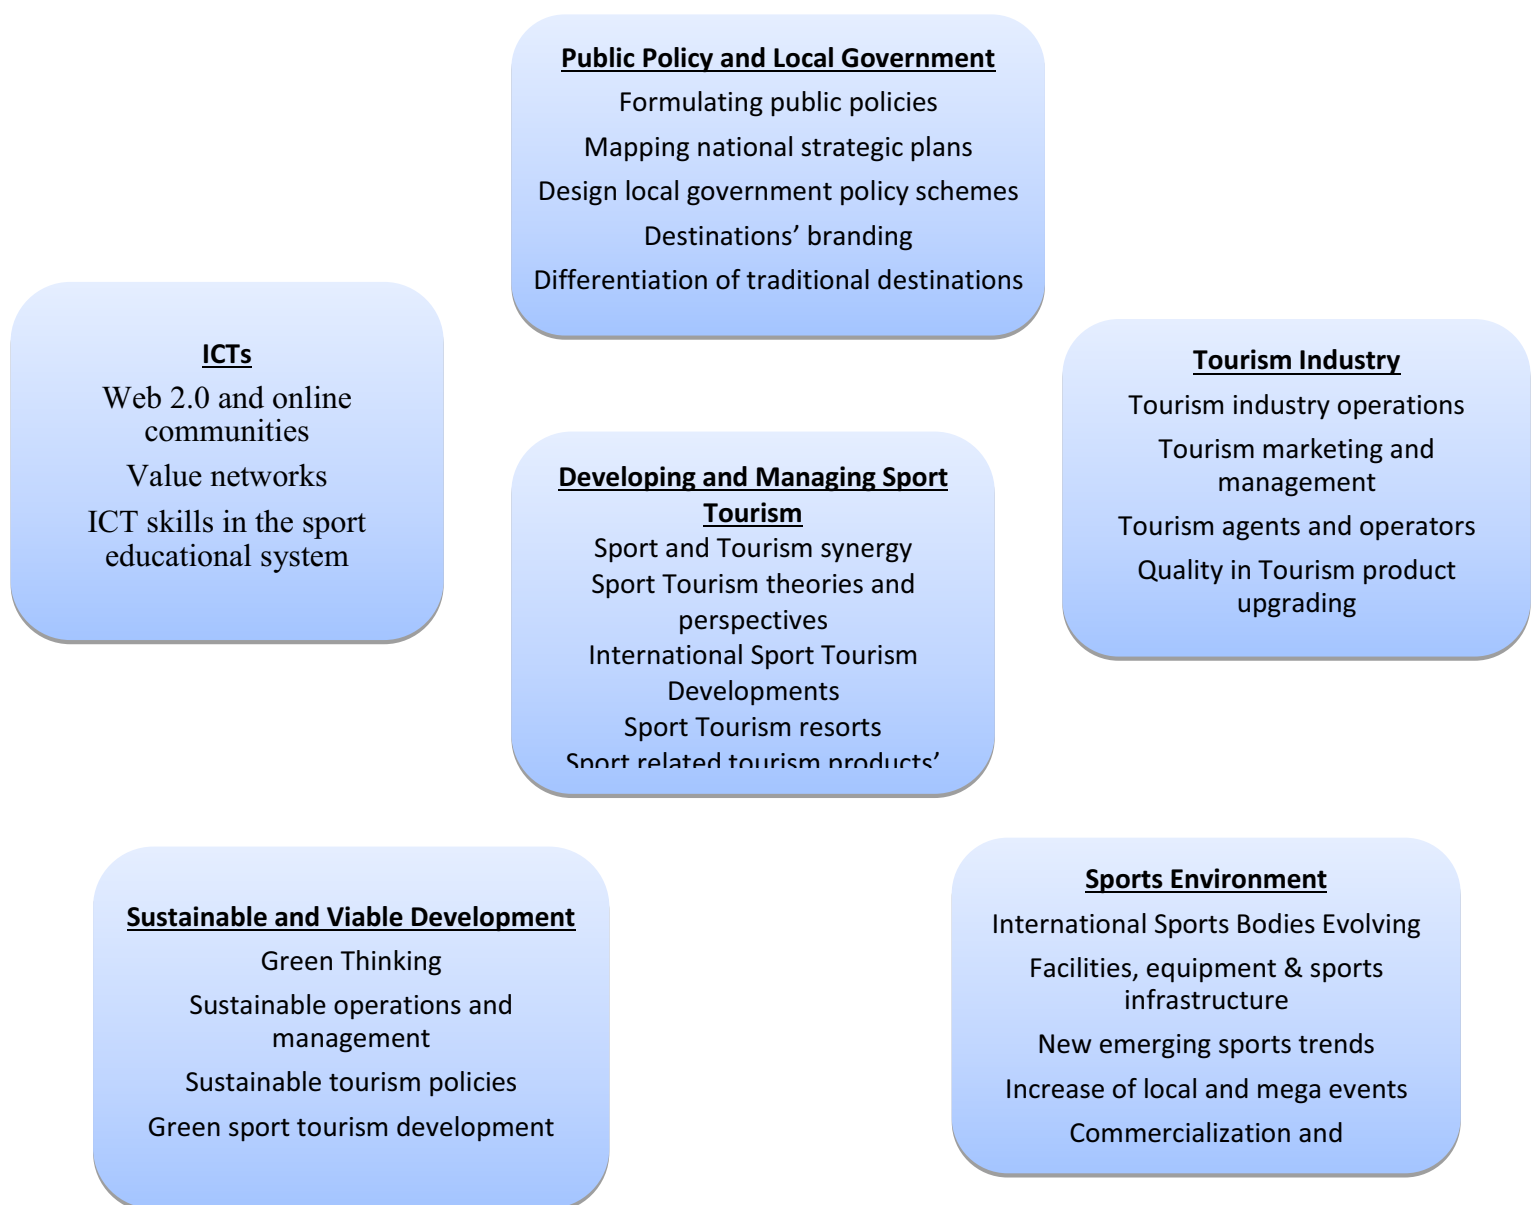 Public Policy and Local Government
Formulating public policies
Mapping national strategic plans
Design local government policy schemes
Destinations’ branding
Differentiation of traditional destinations
ICTs
Web 2.0 and online
communities
Value networks
ICT skills in the sport
educational system
Tourism Industry
Tourism industry operations
Tourism marketing and
management
Tourism agents and operators
Quality in Tourism product
upgrading
Developing and Managing Sport
Tourism
Sport and Tourism synergy
Sport Tourism theories and
perspectives
International Sport Tourism
Developments
Sport Tourism resorts
Sport related tourism products’
Sustainable and Viable Development
Green Thinking
Sustainable operations and
management
Sustainable tourism policies
Green sport tourism development
Sports Environment
International Sports Bodies Evolving
Facilities, equipment & sports
infrastructure
New emerging sports trends
Increase of local and mega events
Commercialization and